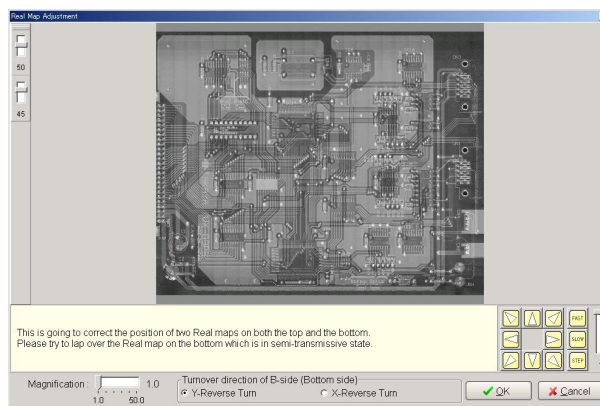 Real Map Adjustment
50
45
This is going to correct the position of two Real maps on both the top and the bottom.
Please try to lap over the Real map on the bottom which is in semi-transmissive state.
FAST
SLOW
STEP
Magnification :
1.0
1.0
50.0
Turnover direction of B-side (Bottom side)
Y-Reverse Turn
X-Reverse Turn
OK
Cancel